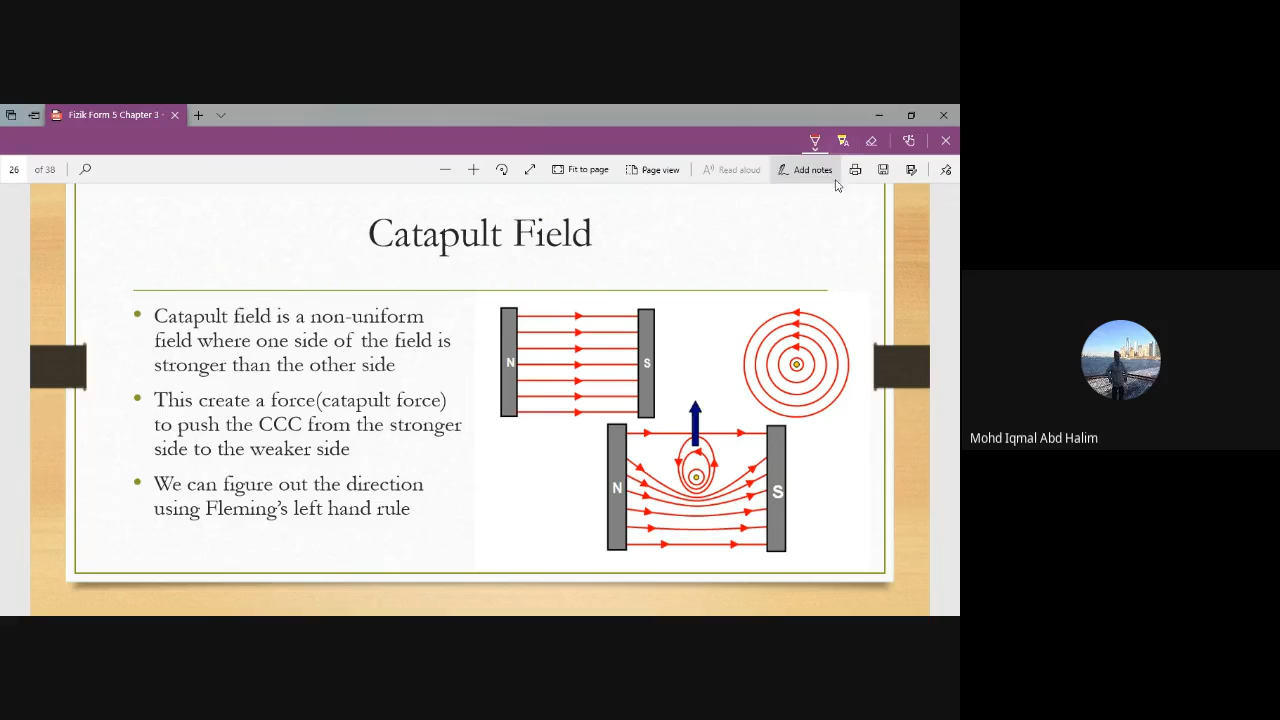 Fizik Form 5 Chapter 3 -
26 of 38
Fit to page
Page view
Read aloud
Add notes
Catapult Field
• Catapult field is a non-uniform
field where one side of the field is
stronger than the other side
• This create a force(catapult force)
to push the CCC from the stronger
side to the weaker side
• We can figure out the direction
using Fleming's left hand rule
N
S
N
S
Mohd Iqmal Abd Halim